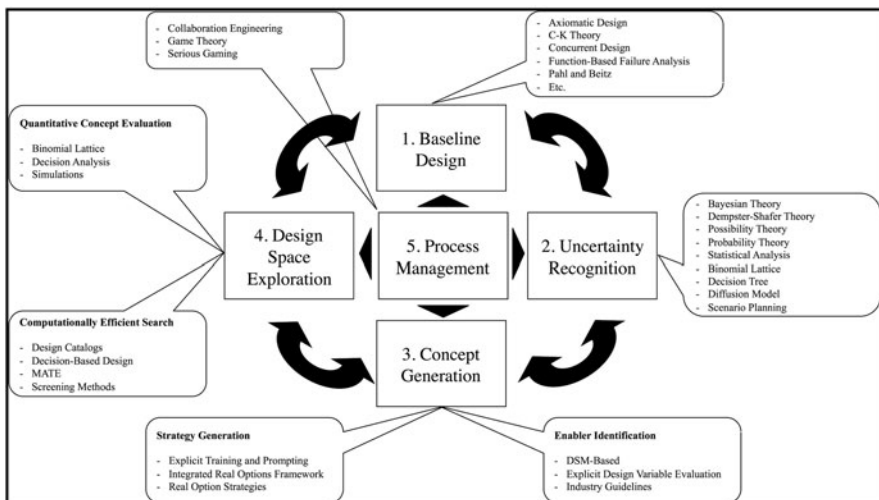 - Collaboration Engineering
- Game Theory
- Serious Gaming
- Axiomatic Design
- C-K Theory
- Concurrent Design
- Function-Based Failure Analysis
- Pahl and Beitz
- Etc.
Quantitative Concept Evaluation
- Binomial Lattice
- Decision Analysis
- Simulations
1. Baseline
Design
4. Design
Space
Exploration
5. Process
Management
2. Uncertainty
Recognition
- Bayesian Theory
- Dempster-Shafer Theory
- Possibility Theory
- Probability Theory
- Statistical Analysis
- Binomial Lattice
- Decision Tree
- Diffusion Model
- Scenario Planning
Computationally Efficient Search
- Design Catalogs
- Decision-Based Design
- MATE
- Screening Methods
3. Concept
Generation
Strategy Generation
- Explicit Training and Prompting
- Integrated Real Options Framework
- Real Option Strategies
Enabler Identification
- DSM-Based
- Explicit Design Variable Evaluation
- Industry Guidelines